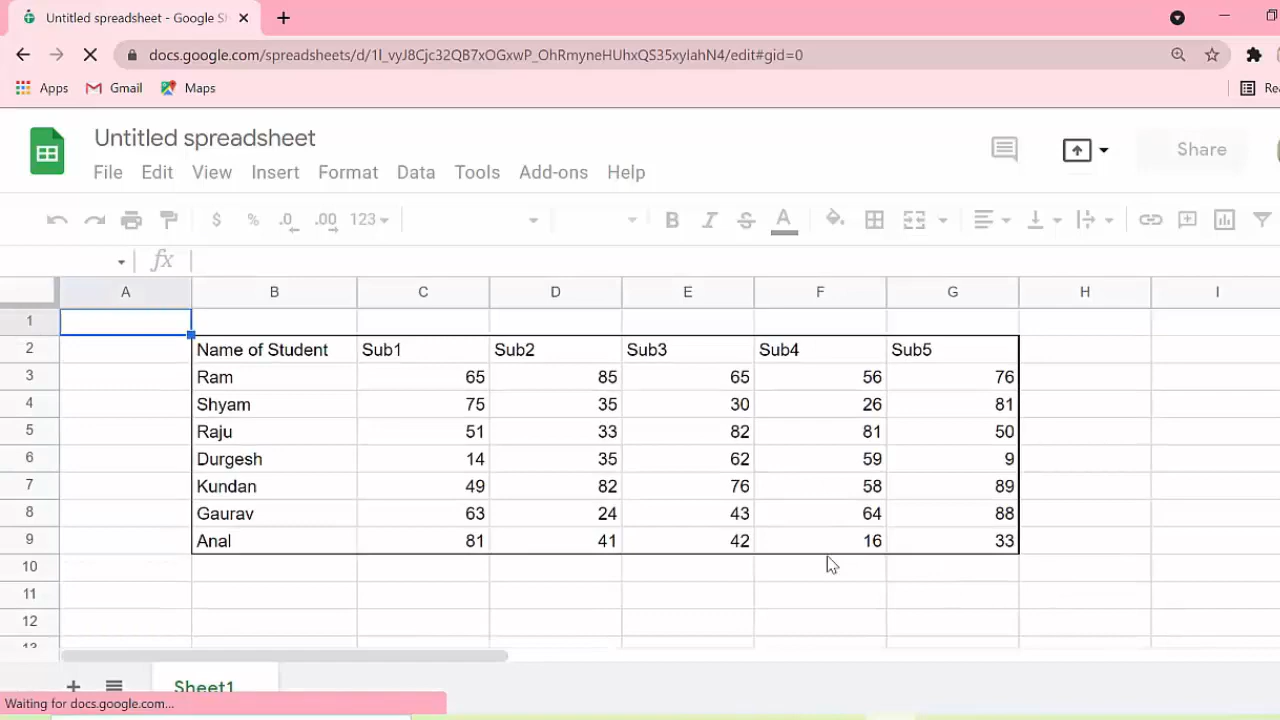 Untitled spreadsheet - Google S
docs.google.com/spreadsheets/d/1l_vyJ8Cjc32QB7xOGxwP_OhRmyneHUhxQS35xylahN4/edit#gid=0
Apps Gmail Maps Rea
Untitled spreadsheet
File Edit View Insert Format Data Tools Add-ons Help
Share
$ % .0 .00 123 B I S A
fx
A B C D E F G H I
1
2 Name of Student Sub1 Sub2 Sub3 Sub4 Sub5
3 Ram 65 85 65 56 76
4 Shyam 75 35 30 26 81
5 Raju 51 33 82 81 50
6 Durgesh 14 35 62 59 9
7 Kundan 49 82 76 58 89
8 Gaurav 63 24 43 64 88
9 Anal 81 41 42 16 33
10
11
12
13
Sheet1
Waiting for docs.google.com...